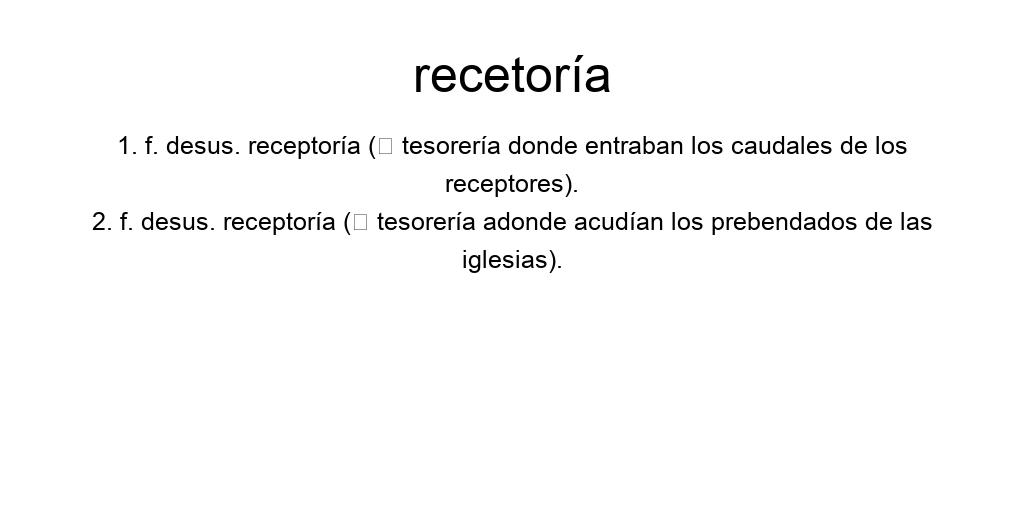 recetoría
1. f. desus. receptoría (□ tesorería donde entraban los caudales de los
receptores).
2. f. desus. receptoría (□ tesorería adonde acudían los prebendados de las
iglesias).